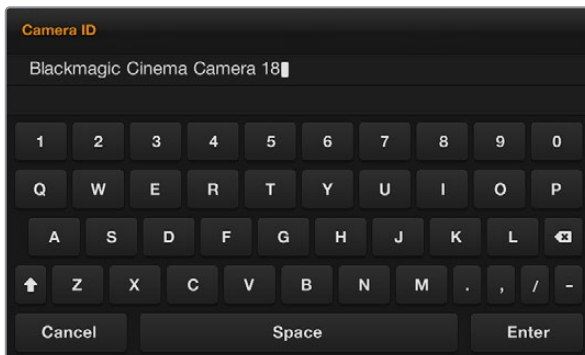 Camera ID
Blackmagic Cinema Camera 18
1 2 3 4 5 6 7 8 9 0
Q W E R T Y U I O P
A S D F G H J K L
Z X C V B N M . , / -
Cancel Space Enter